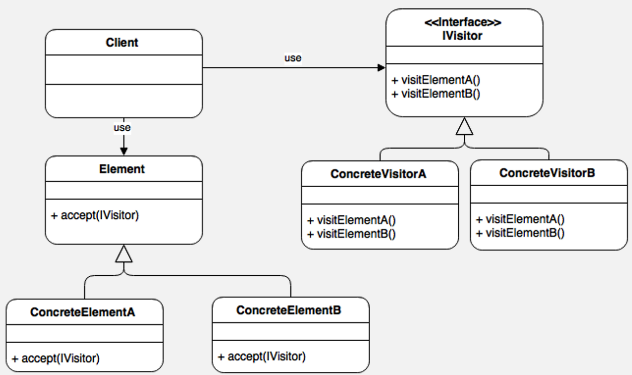 <<Interface>>
IVisitor
+ visitElementA()
+ visitElementB()
Client
use
use
Element
+ accept(IVisitor)
ConcreteVisitorA
+ visitElementA()
+ visitElementB()
ConcreteVisitorB
+ visitElementA()
+ visitElementB()
ConcreteElementA
+ accept(IVisitor)
ConcreteElementB
+ accept(IVisitor)